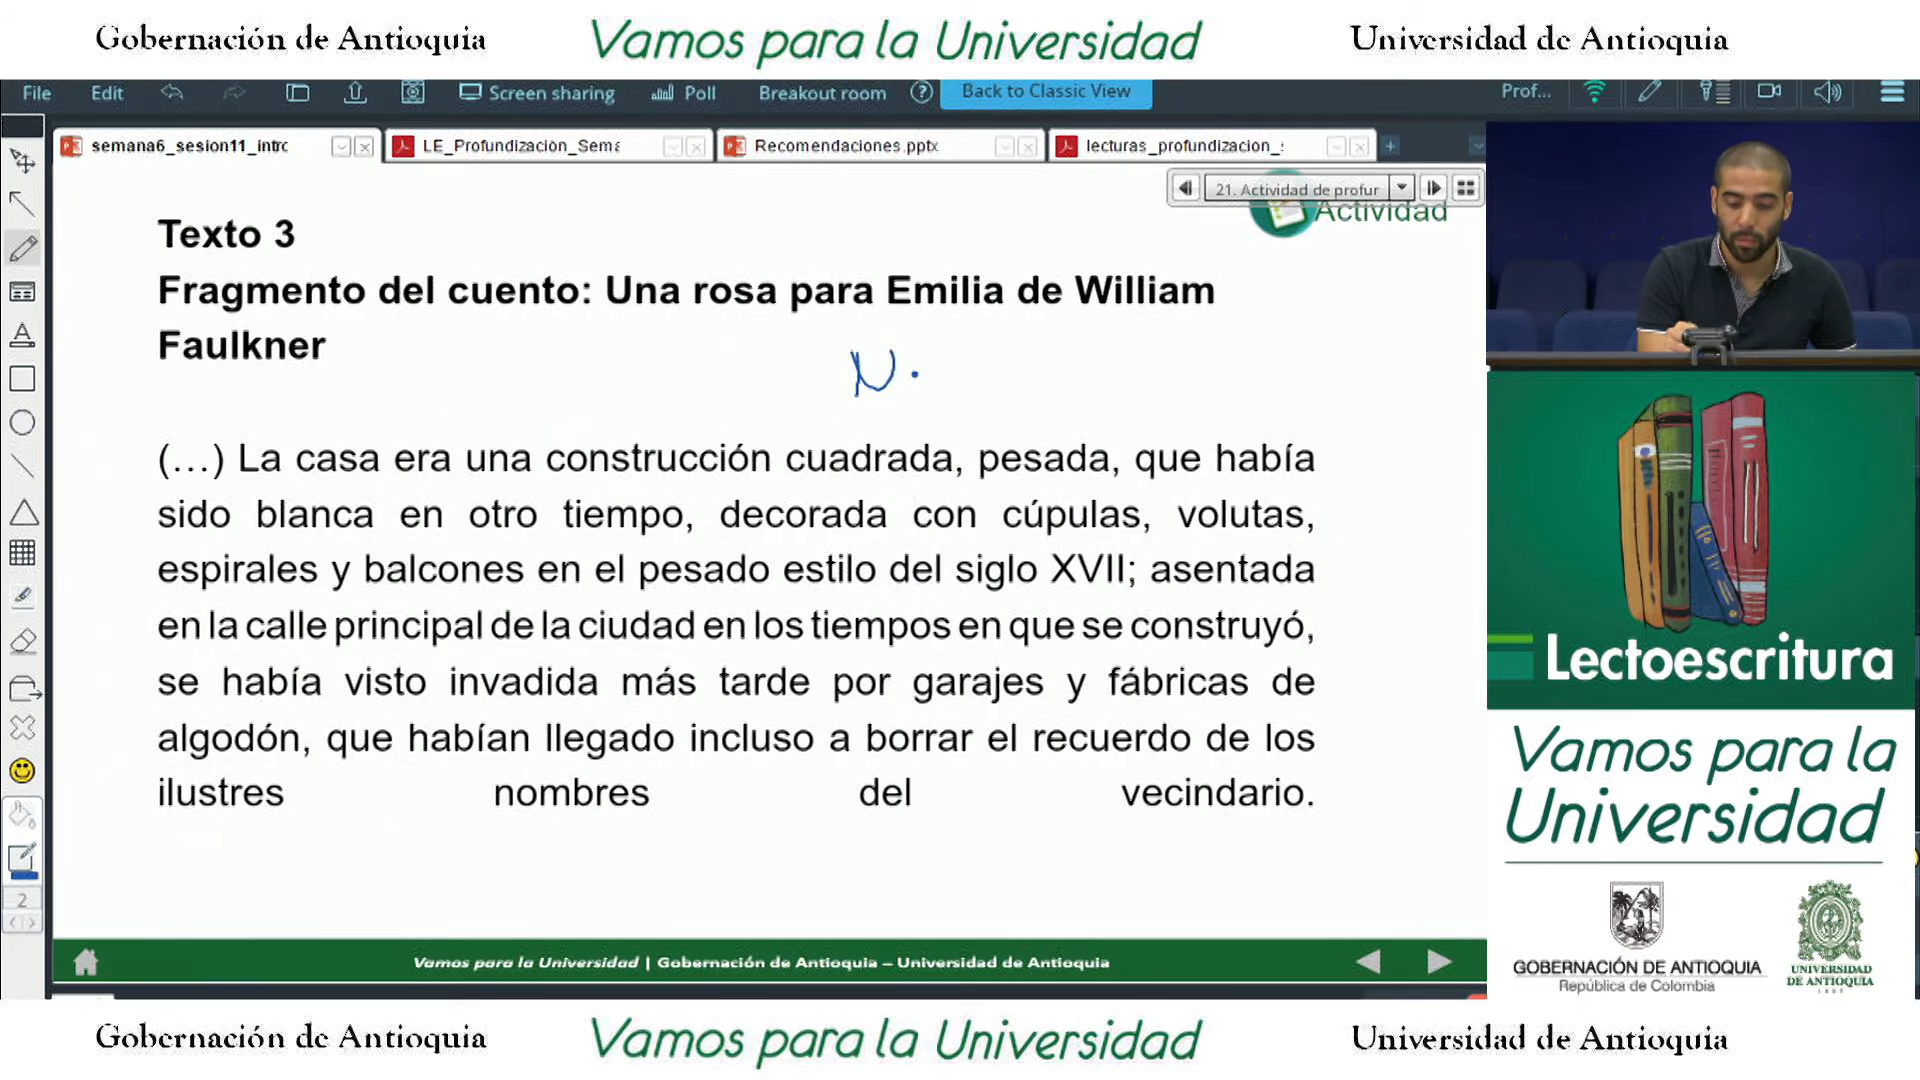 Gobernación de Antioquia
Vamos para la Universidad
Universidad de Antioquia
File Edit Screen sharing Poll Breakout room ? Back to Classic View Prof...
semana6_sesion11_intrc
LE_Profundización_Sema
Recomendaciones.pptx
lecturas_profundizacion_s
21. Actividad de profur
Actividad
Texto 3
Fragmento del cuento: Una rosa para Emilia de William
Faulkner
N.
(...) La casa era una construcción cuadrada, pesada, que había
sido blanca en otro tiempo, decorada con cúpulas, volutas,
espirales y balcones en el pesado estilo del siglo XVII; asentada
en la calle principal de la ciudad en los tiempos en que se construyó,
se había visto invadida más tarde por garajes y fábricas de
algodón, que habían llegado incluso a borrar el recuerdo de los
ilustres nombres del vecindario.
2
Vamos para la Universidad | Gobernación de Antioquia – Universidad de Antioquia
Lectoescritura
Vamos para la
Universidad
GOBERNACIÓN DE ANTIOQUIA
República de Colombia
UNIVERSIDAD
DE ANTIOQUIA
Gobernación de Antioquia
Vamos para la Universidad
Universidad de Antioquia